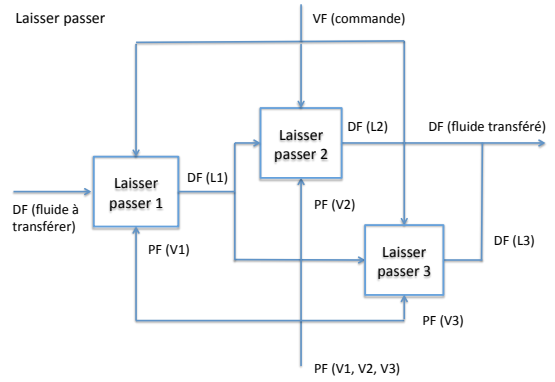 Laisser passer
VF (commande)
Laisser
passer 2
DF (L2)
DF (fluide transféré)
Laisser
passer 1
DF (L1)
DF (fluide à
transférer)
PF (V2)
PF (V1)
Laisser
passer 3
DF (L3)
PF (V3)
PF (V1, V2, V3)